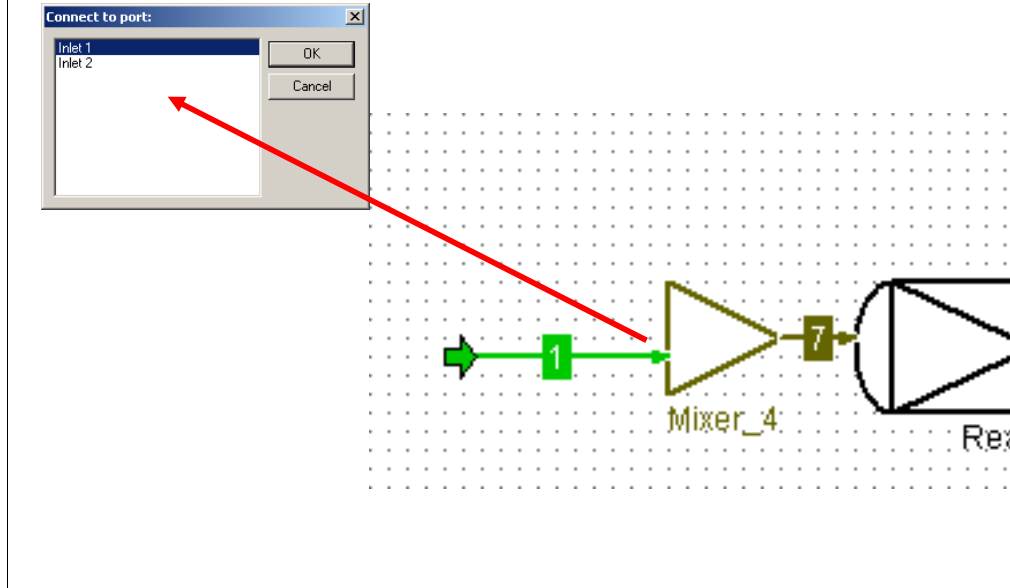 Connect to port:
Inlet 1
Inlet 2
OK
Cancel
1
7
Mixer_4
Rea